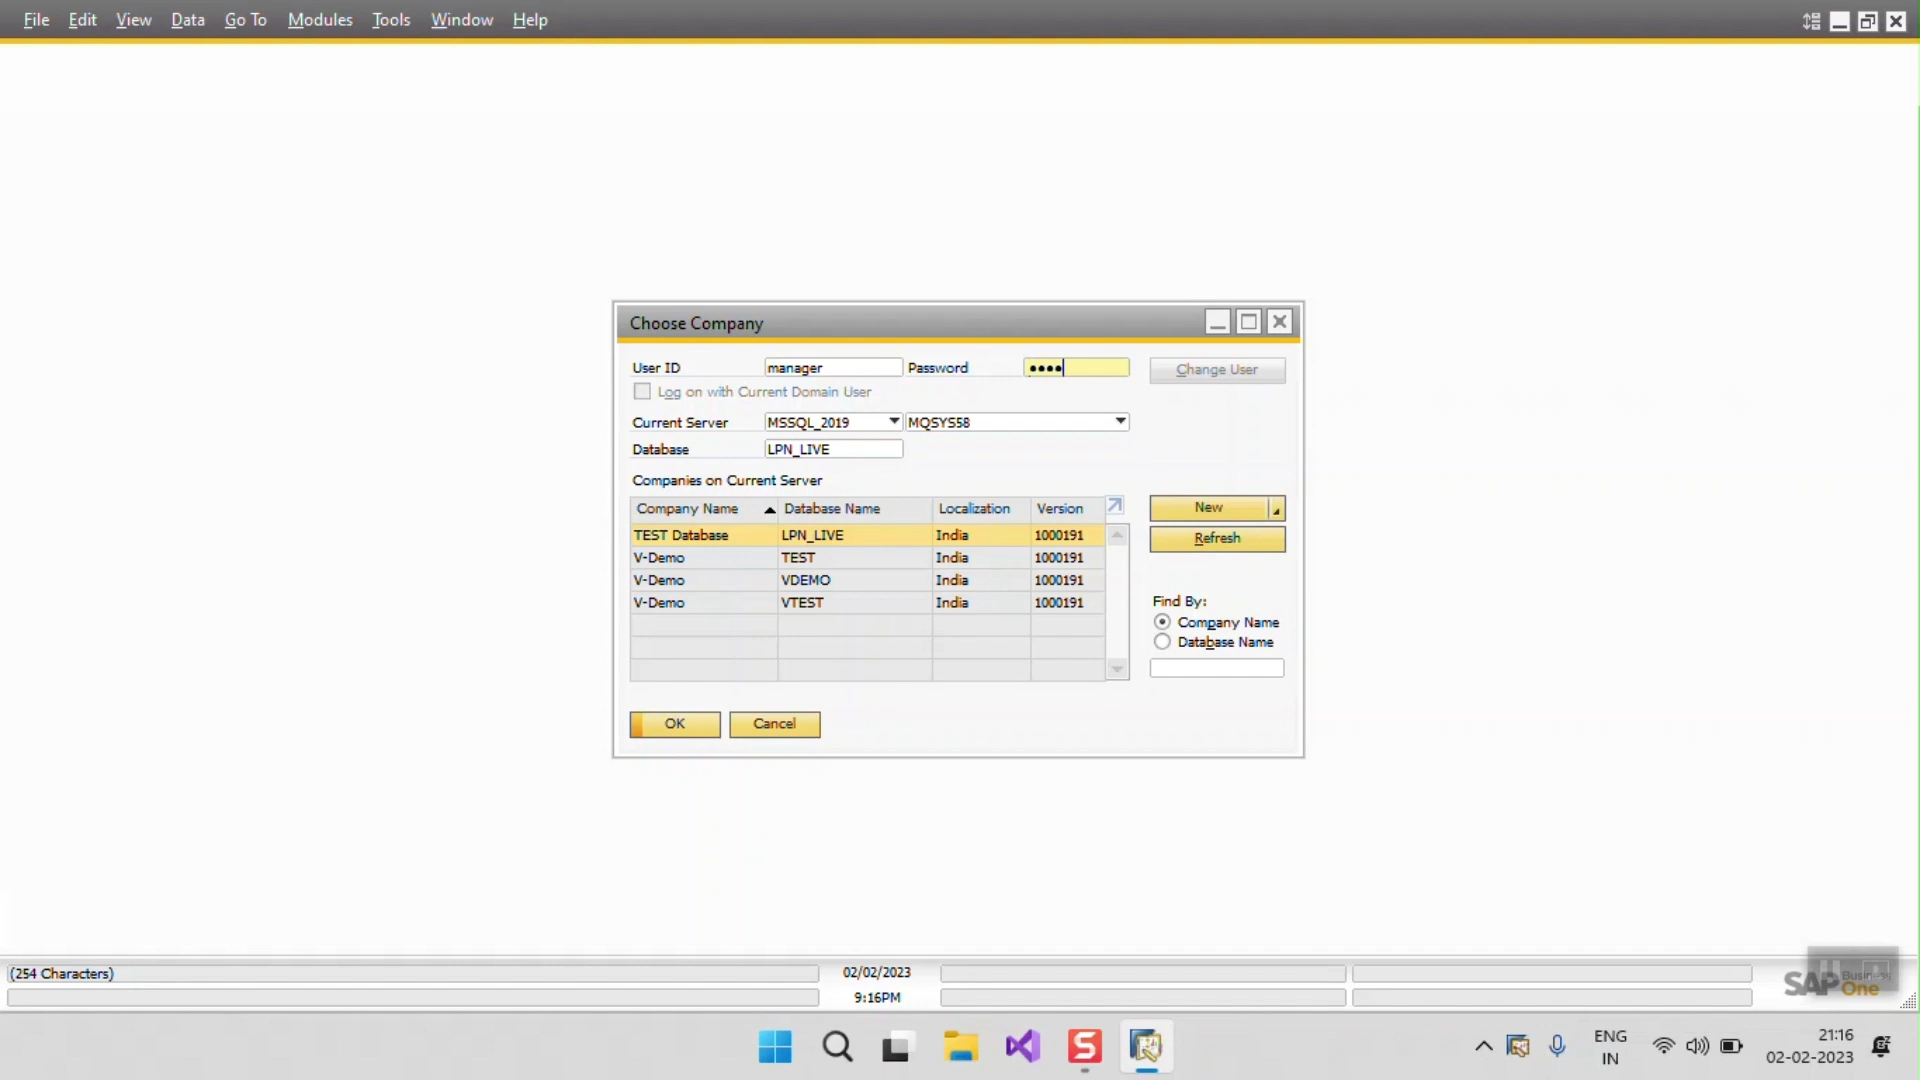 File Edit View Data Go To Modules Tools Window Help
Choose Company
User ID manager Password ●●●● Change User
Log on with Current Domain User
Current Server MSSQL_2019 MQSYS58
Database LPN_LIVE
Companies on Current Server
Company Name Database Name Localization Version New
TEST Database LPN_LIVE India 1000191 Refresh
V-Demo TEST India 1000191
V-Demo VDEMO India 1000191
V-Demo VTEST India 1000191
Find By:
Company Name
Database Name
OK Cancel
(254 Characters) 02/02/2023
9:16PM
SAP Business One
ENG
IN
21:16
02-02-2023